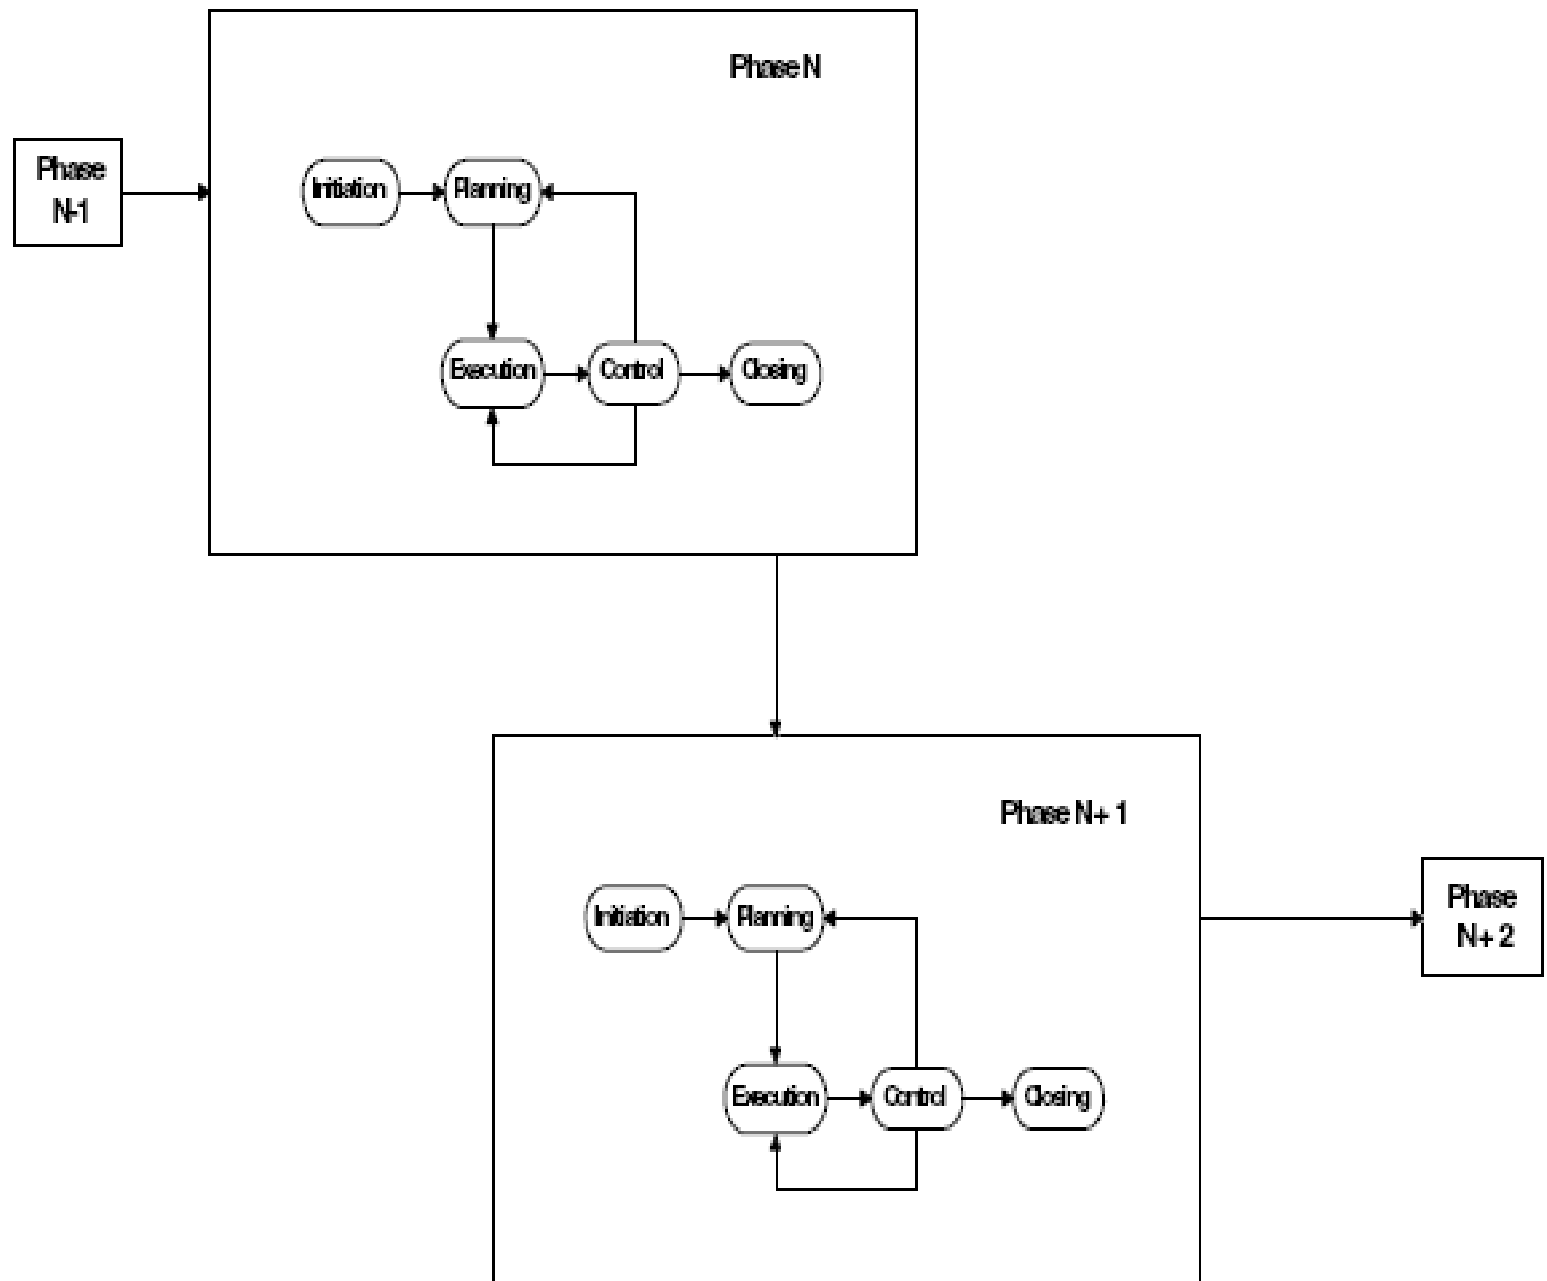 Phase N
Phase
N-1
Initiation
Planning
Execution
Control
Closing
Phase N+ 1
Phase
N+ 2
Initiation
Planning
Execution
Control
Closing